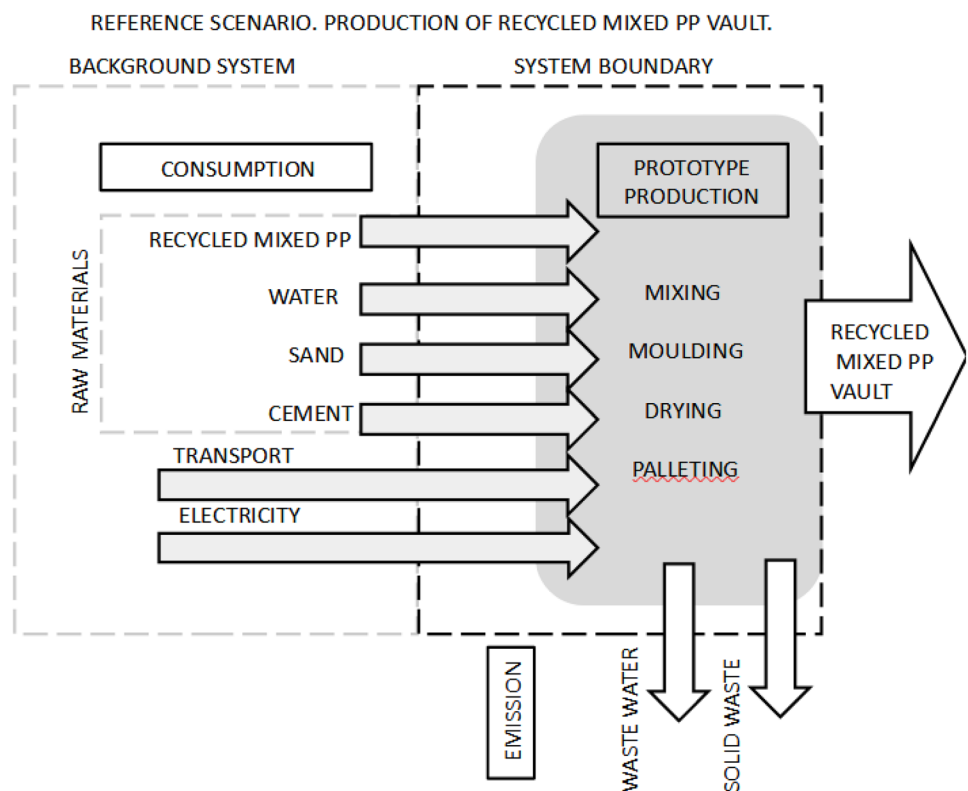 REFERENCE SCENARIO. PRODUCTION OF RECYCLED MIXED PP VAULT.
BACKGROUND SYSTEM
SYSTEM BOUNDARY
CONSUMPTION
PROTOTYPE
PRODUCTION
RAW MATERIALS
RECYCLED MIXED PP
WATER
SAND
CEMENT
TRANSPORT
ELECTRICITY
MIXING
MOULDING
DRYING
PALLETING
RECYCLED
MIXED PP
VAULT
EMISSION
WASTE WATER
SOLID WASTE